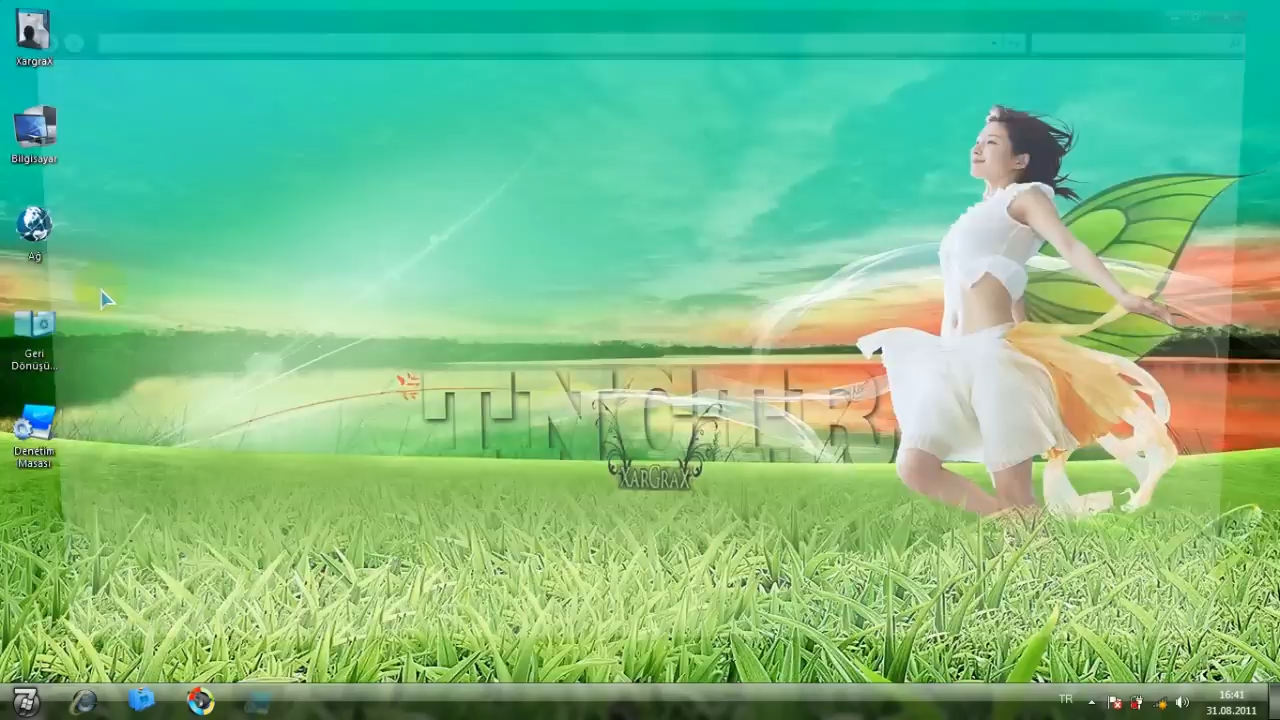 XargraX
Bilgisayar
Ağ
Geri
Dönüşü...
Denetim
Masası
XARGRAX
TR
16:41
31.08.2011